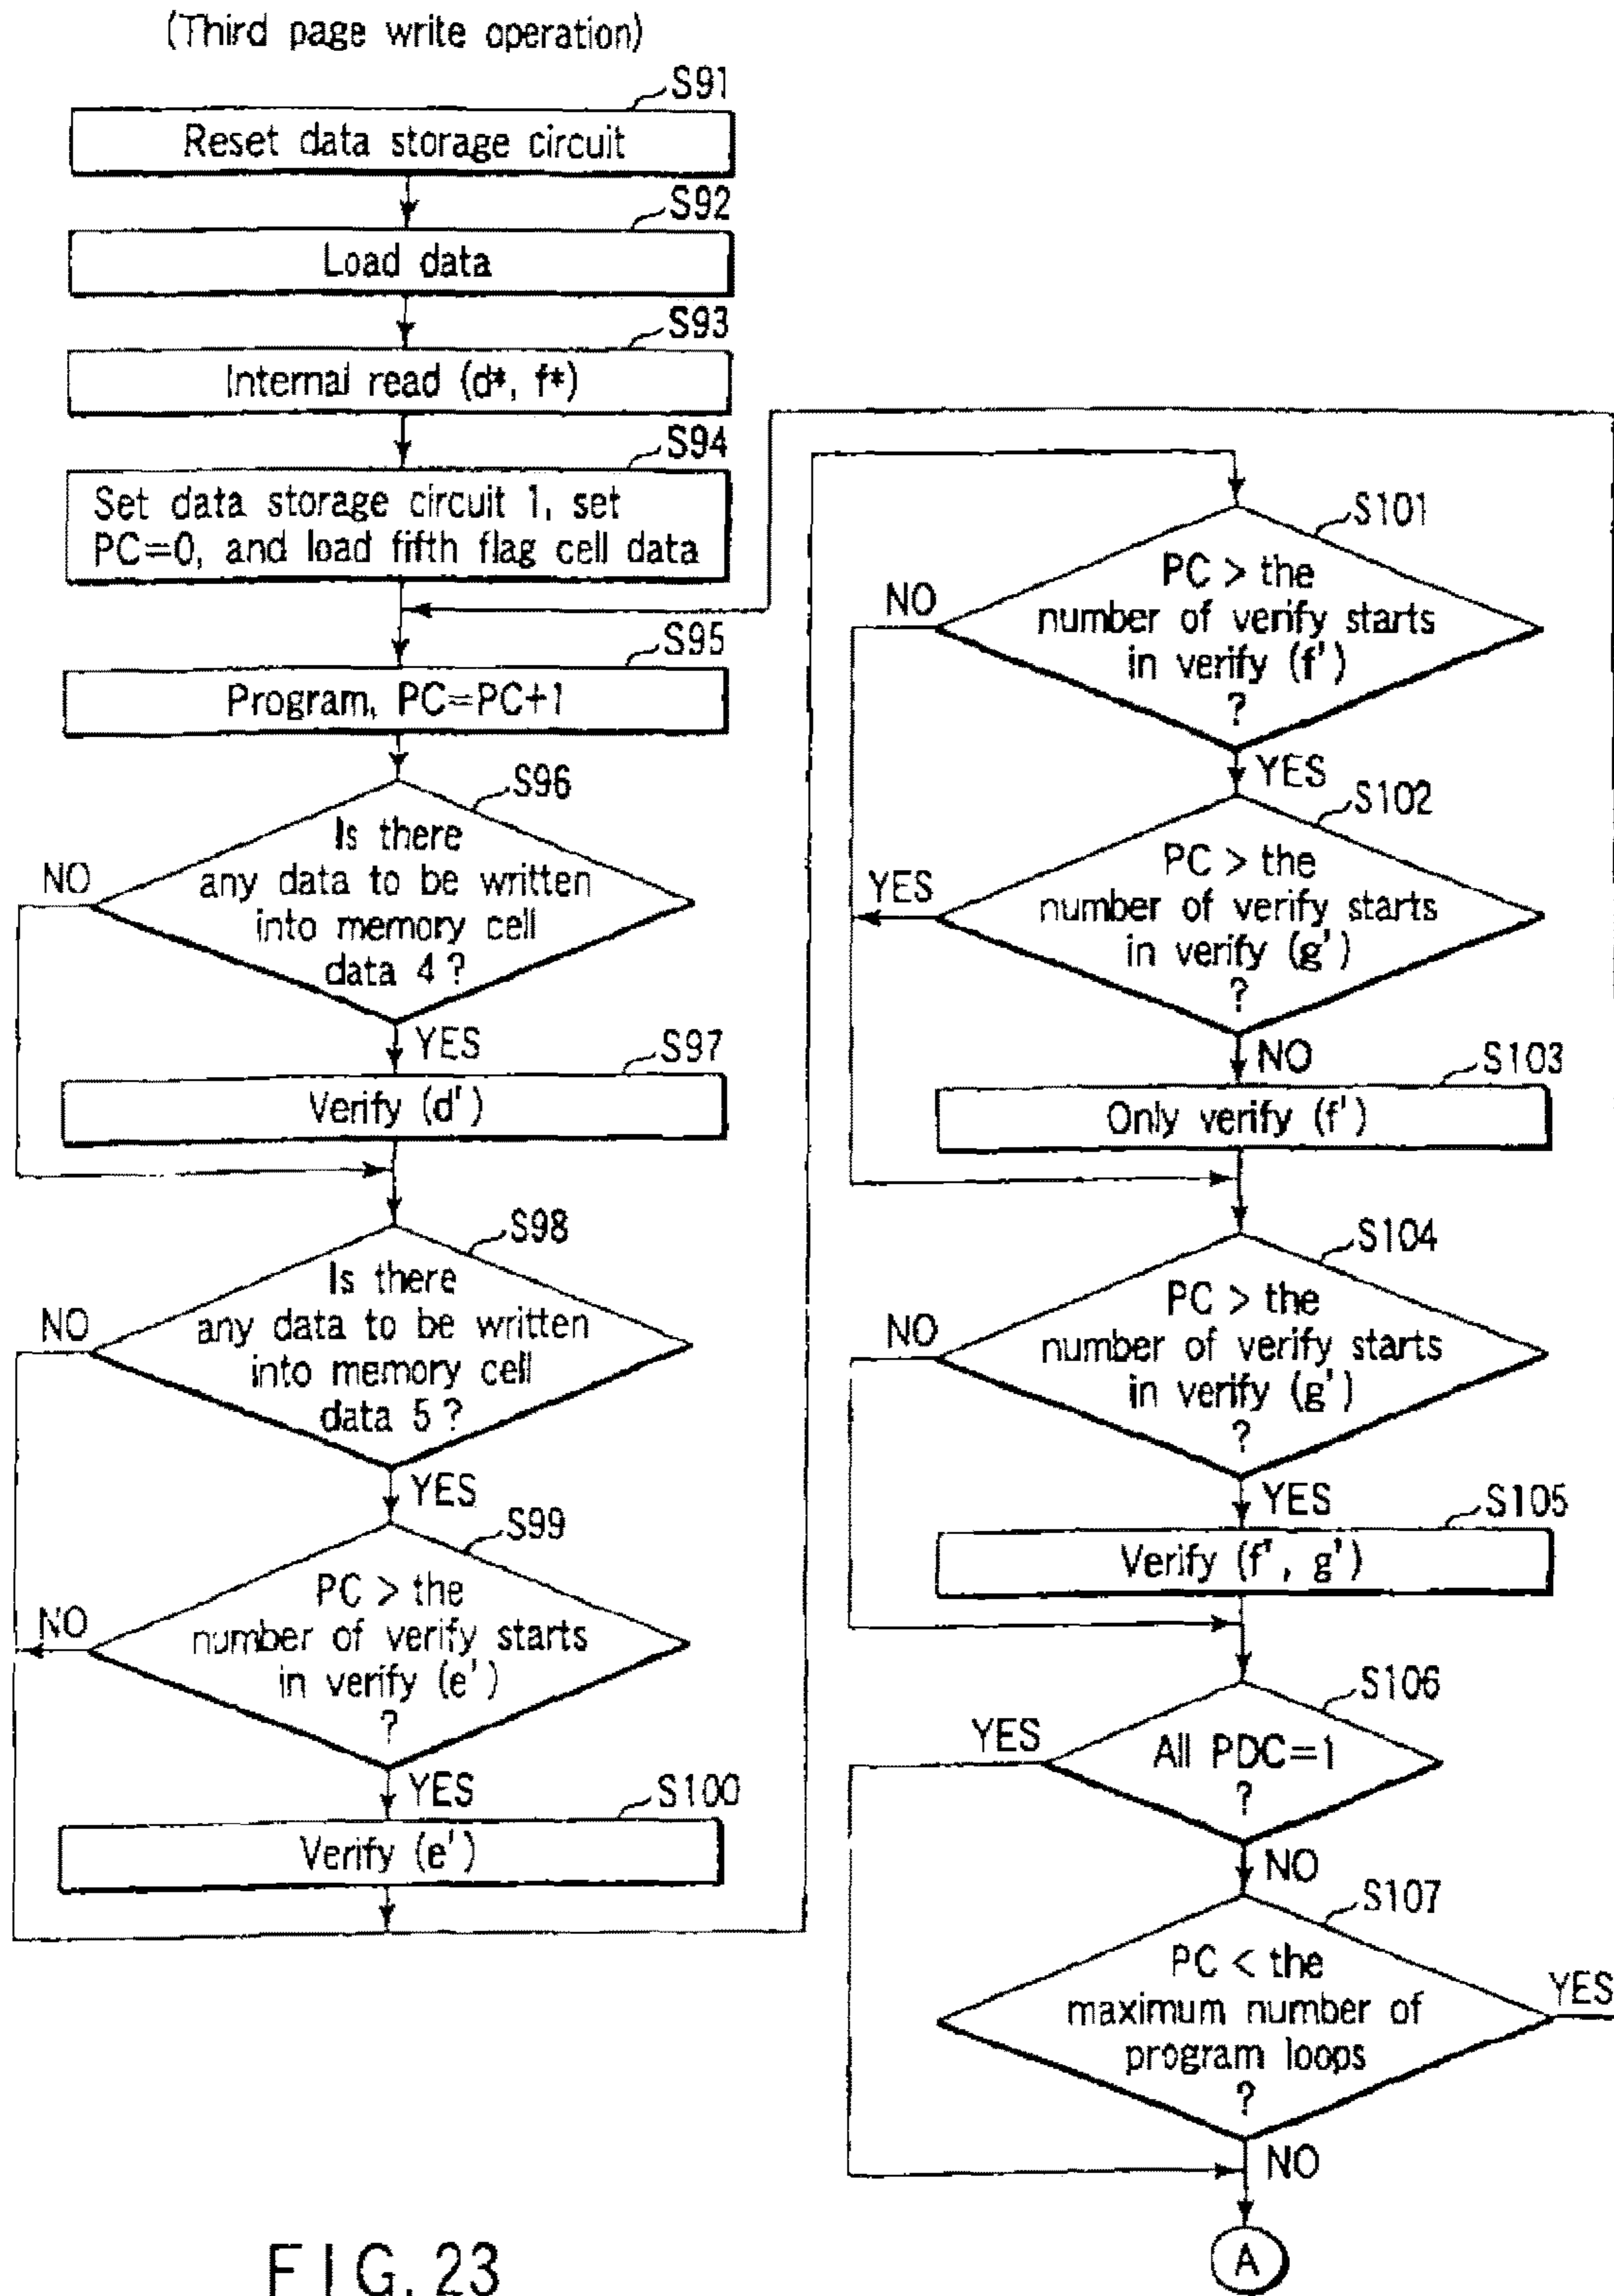 (Third page write operation)
S91
Reset data storage circuit
S92
Load data
S93
Internal read (d*, f*)
S94
Set data storage circuit 1, set
PC=0, and load fifth flag cell data
S95
Program, PC=PC+1
S96
Is there
any data to be written
into memory cell
data 4?
NO
YES
S97
Verify (d')
S98
Is there
any data to be written
into memory cell
data 5?
NO
YES
S99
PC > the
number of verify starts
in verify (e')
?
NO
YES
S100
Verify (e')
S101
PC > the
number of verify starts
in verify (f')
?
NO
YES
S102
PC > the
number of verify starts
in verify (g')
?
YES
NO
S103
Only verify (f')
S104
PC > the
number of verify starts
in verify (g')
?
NO
YES
S105
Verify (f', g')
S106
All PDC=1
?
YES
NO
S107
PC < the
maximum number of
program loops
?
YES
NO
A
FIG. 23